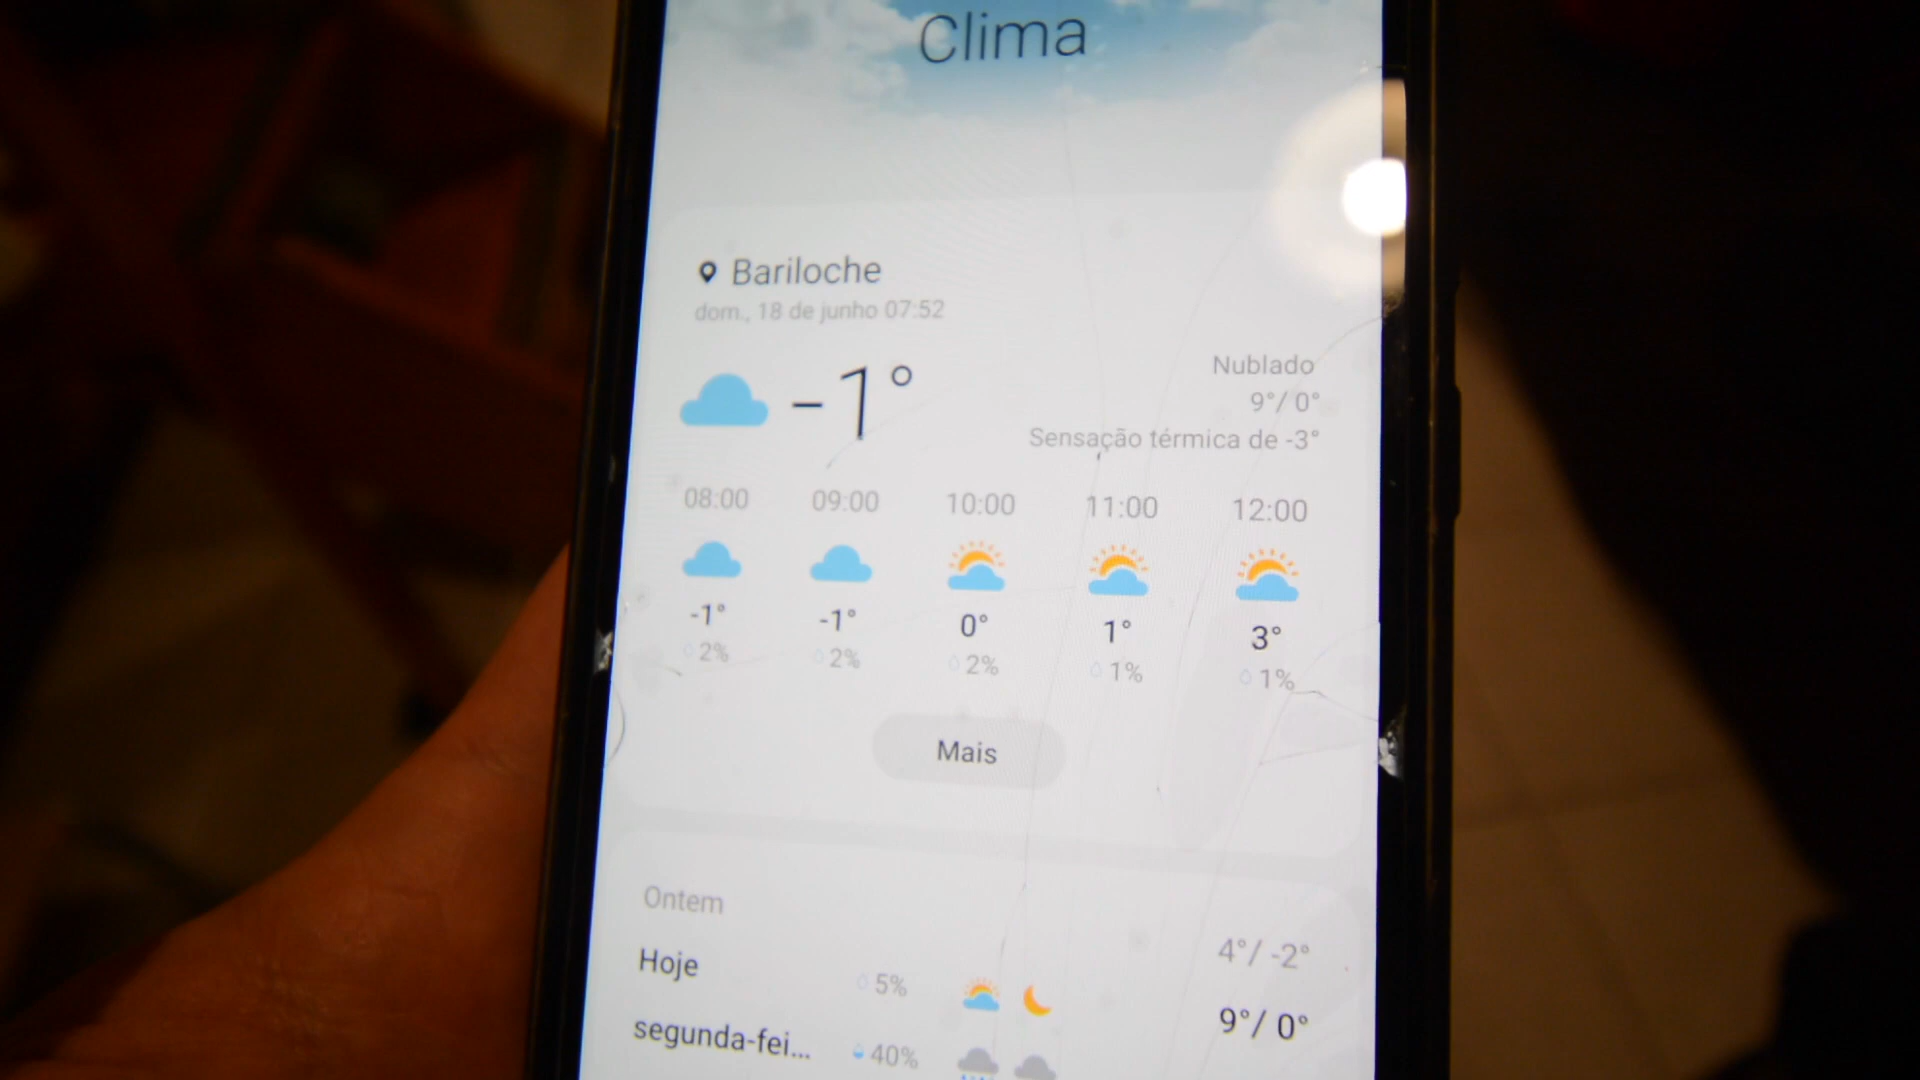 Clima
Bariloche
dom., 18 de junho 07:52
-1°
Nublado
9°/ 0°
Sensação térmica de -3°
08:00 09:00 10:00 11:00 12:00
-1° -1° 0° 1° 3°
2% 2% 2% 1% 1%
Mais
Ontem 4°/ -2°
Hoje 5% 9°/ 0°
segunda-fei... 40%